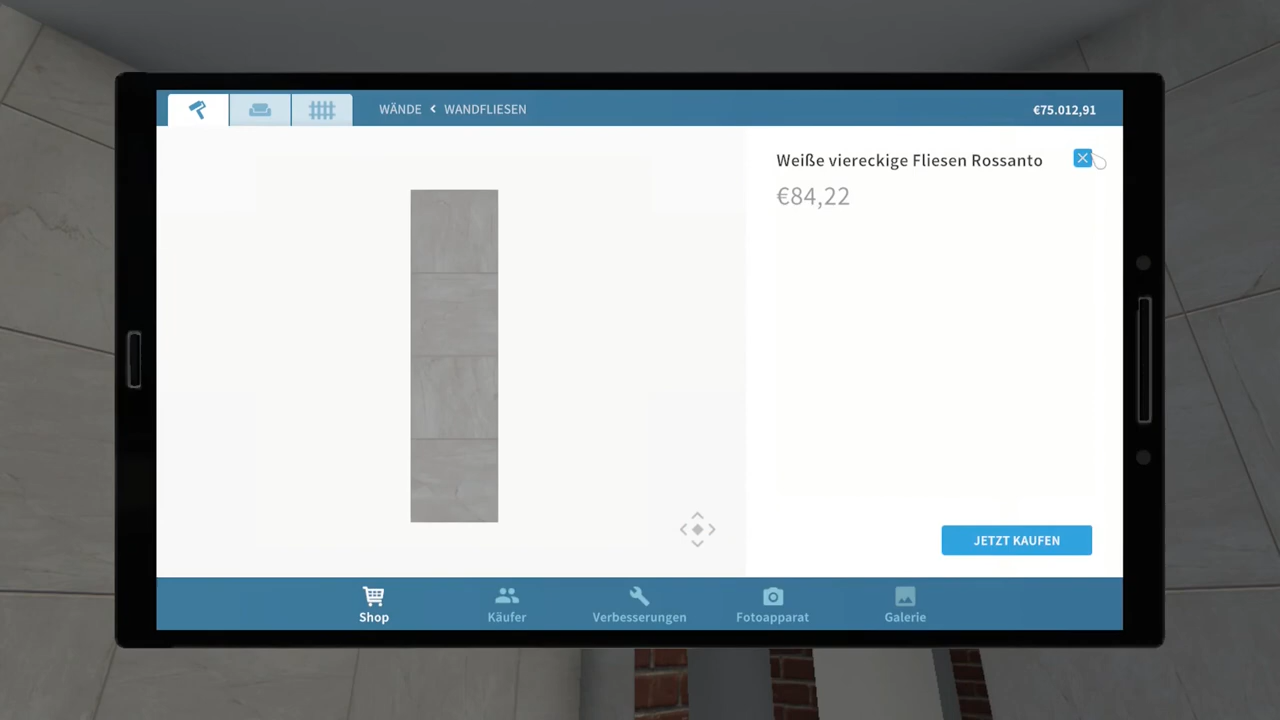 WÄNDE < WANDFLIESEN
€75.012,91
Weiße viereckige Fliesen Rossanto
€84,22
JETZT KAUFEN
Shop
Käufer
Verbesserungen
Fotoapparat
Galerie